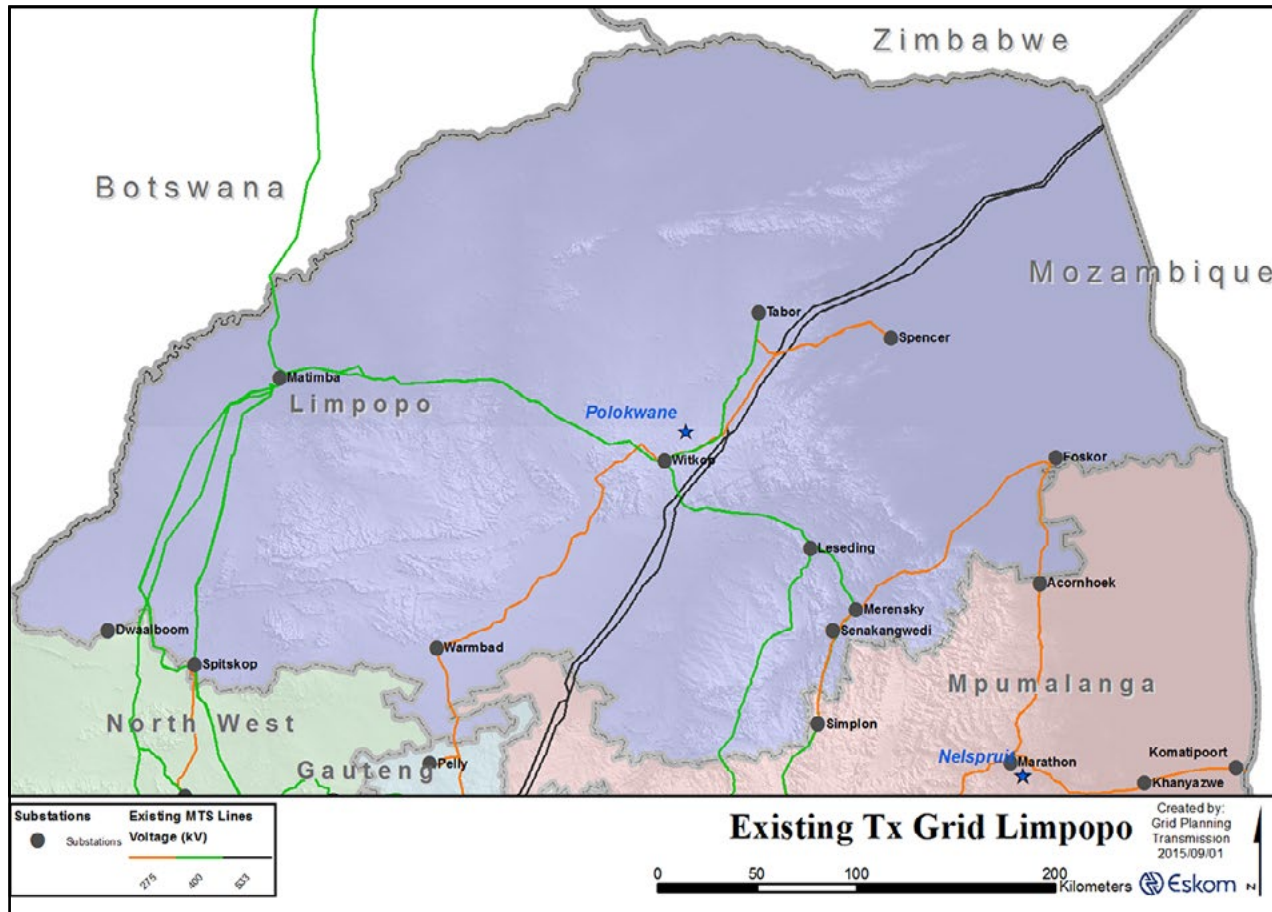 Zimbabwe
Botswana
Mozambique
Tabor
Spencer
Matimba
Limpopo
Polokwane
Witkop
Foskor
Leseding
Acornhoek
Merensky
Dwaalboom
Senakangwedi
Warmbad
Spitskop
Mpumalanga
North West
Simplon
Nelspruit
Komatipoort
Pelly
Marathon
Gauteng
Khanyazwe
Substations
Substations
Existing MTS Lines
Voltage (kV)
275
400
533
Existing Tx Grid Limpopo
0
50
100
200
Kilometers
Created by:
Grid Planning
Transmission
2015/09/01
Eskom
N